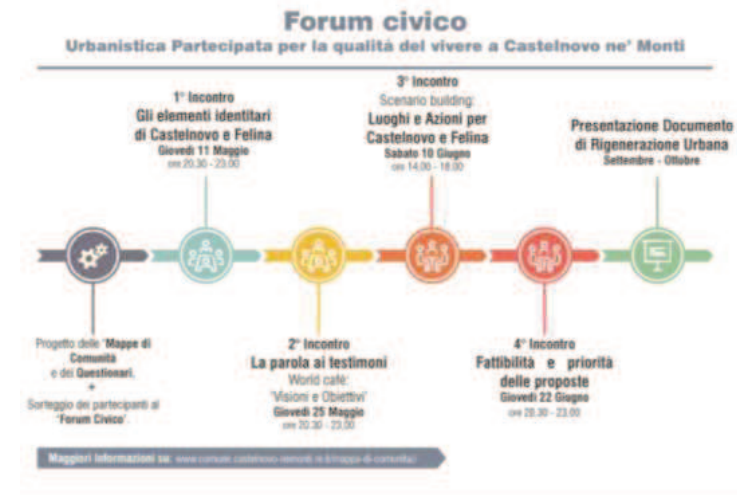 Forum civico
Urbanistica Partecipata per la qualità del vivere a Castelnovo ne' Monti
1° Incontro
Gli elementi identitari
di Castelnovo e Felina
Giovedì 11 Maggio
ore 20.30 - 23.00
3° Incontro
Scenario building:
Luoghi e Azioni per
Castelnovo e Felina
Sabato 10 Giugno
ore 14.00 - 18.00
Presentazione Documento
di Rigenerazione Urbana
Settembre - Ottobre
Progetto delle 'Mappe di
Comunità
e dei Questionari.
+
Sorteggio dei partecipanti al
'Forum Civico'.
2° Incontro
La parola ai testimoni
World cafè:
'Visioni e Obiettivi'
Giovedì 25 Maggio
ore 20.30 - 23.00
4° Incontro
Fattibilità e priorità
delle proposte
Giovedì 22 Giugno
ore 20.30 - 23.00
Maggiori informazioni su: